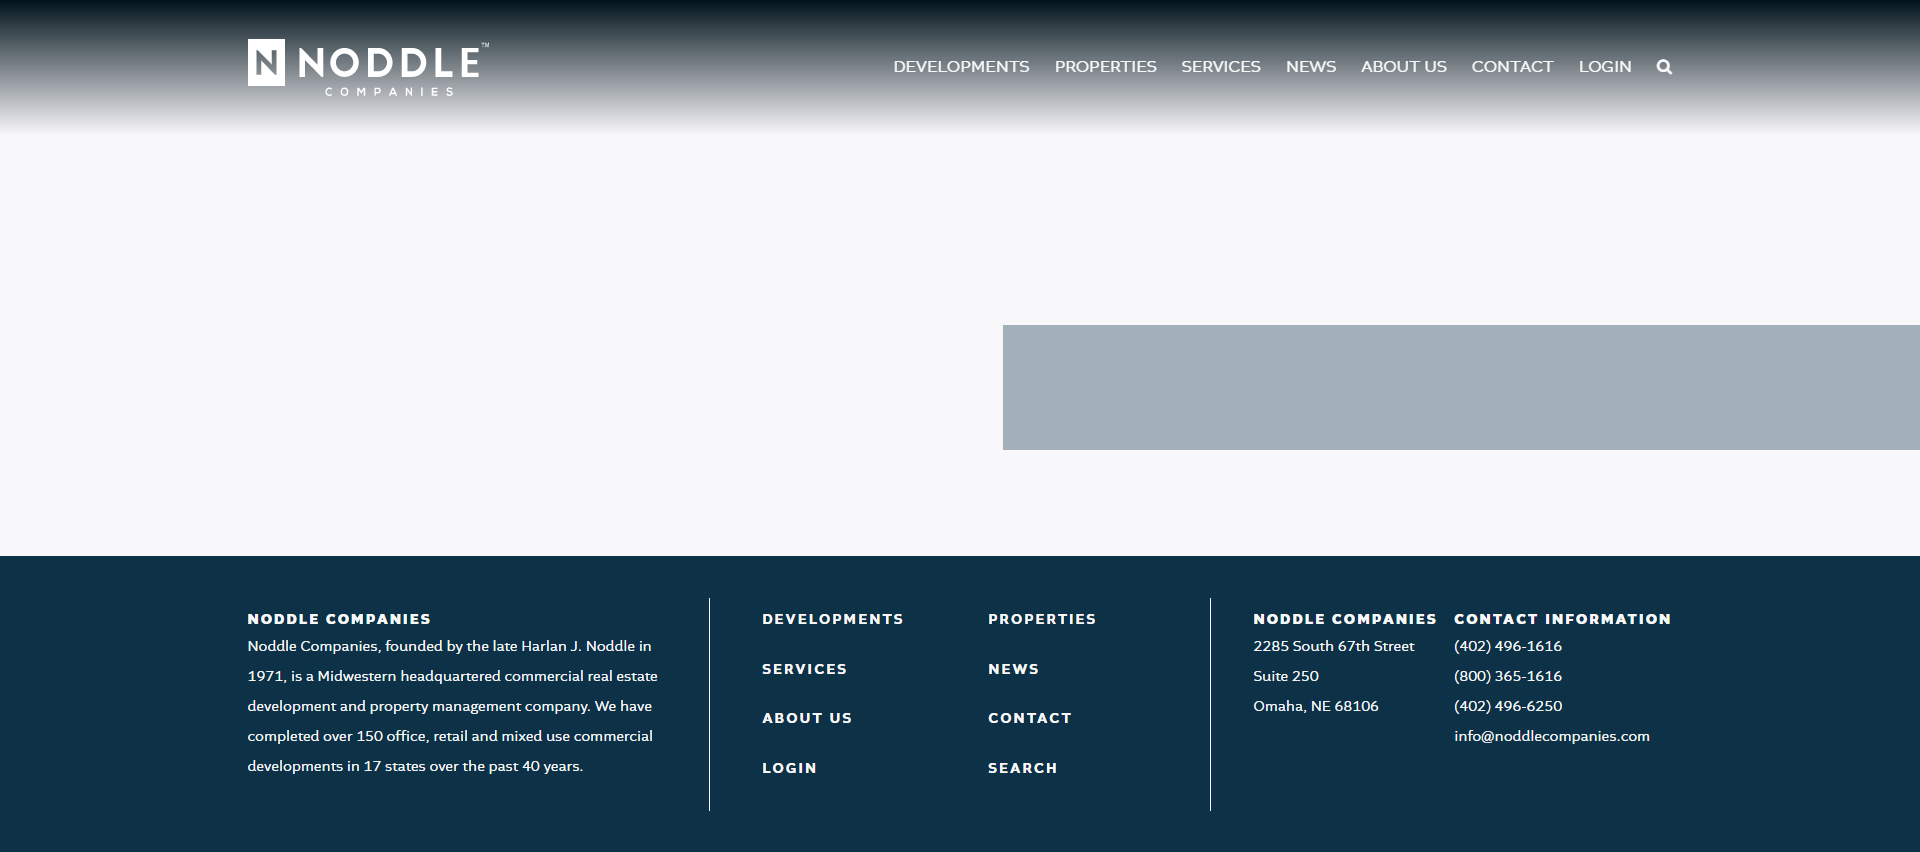 N NODDLE™
COMPANIES
DEVELOPMENTS PROPERTIES SERVICES NEWS ABOUT US CONTACT LOGIN
NODDLE COMPANIES
Noddle Companies, founded by the late Harlan J. Noddle in
1971, is a Midwestern headquartered commercial real estate
development and property management company. We have
completed over 150 office, retail and mixed use commercial
developments in 17 states over the past 40 years.
DEVELOPMENTS
SERVICES
ABOUT US
LOGIN
PROPERTIES
NEWS
CONTACT
SEARCH
NODDLE COMPANIES
2285 South 67th Street
Suite 250
Omaha, NE 68106
CONTACT INFORMATION
(402) 496-1616
(800) 365-1616
(402) 496-6250
info@noddlecompanies.com